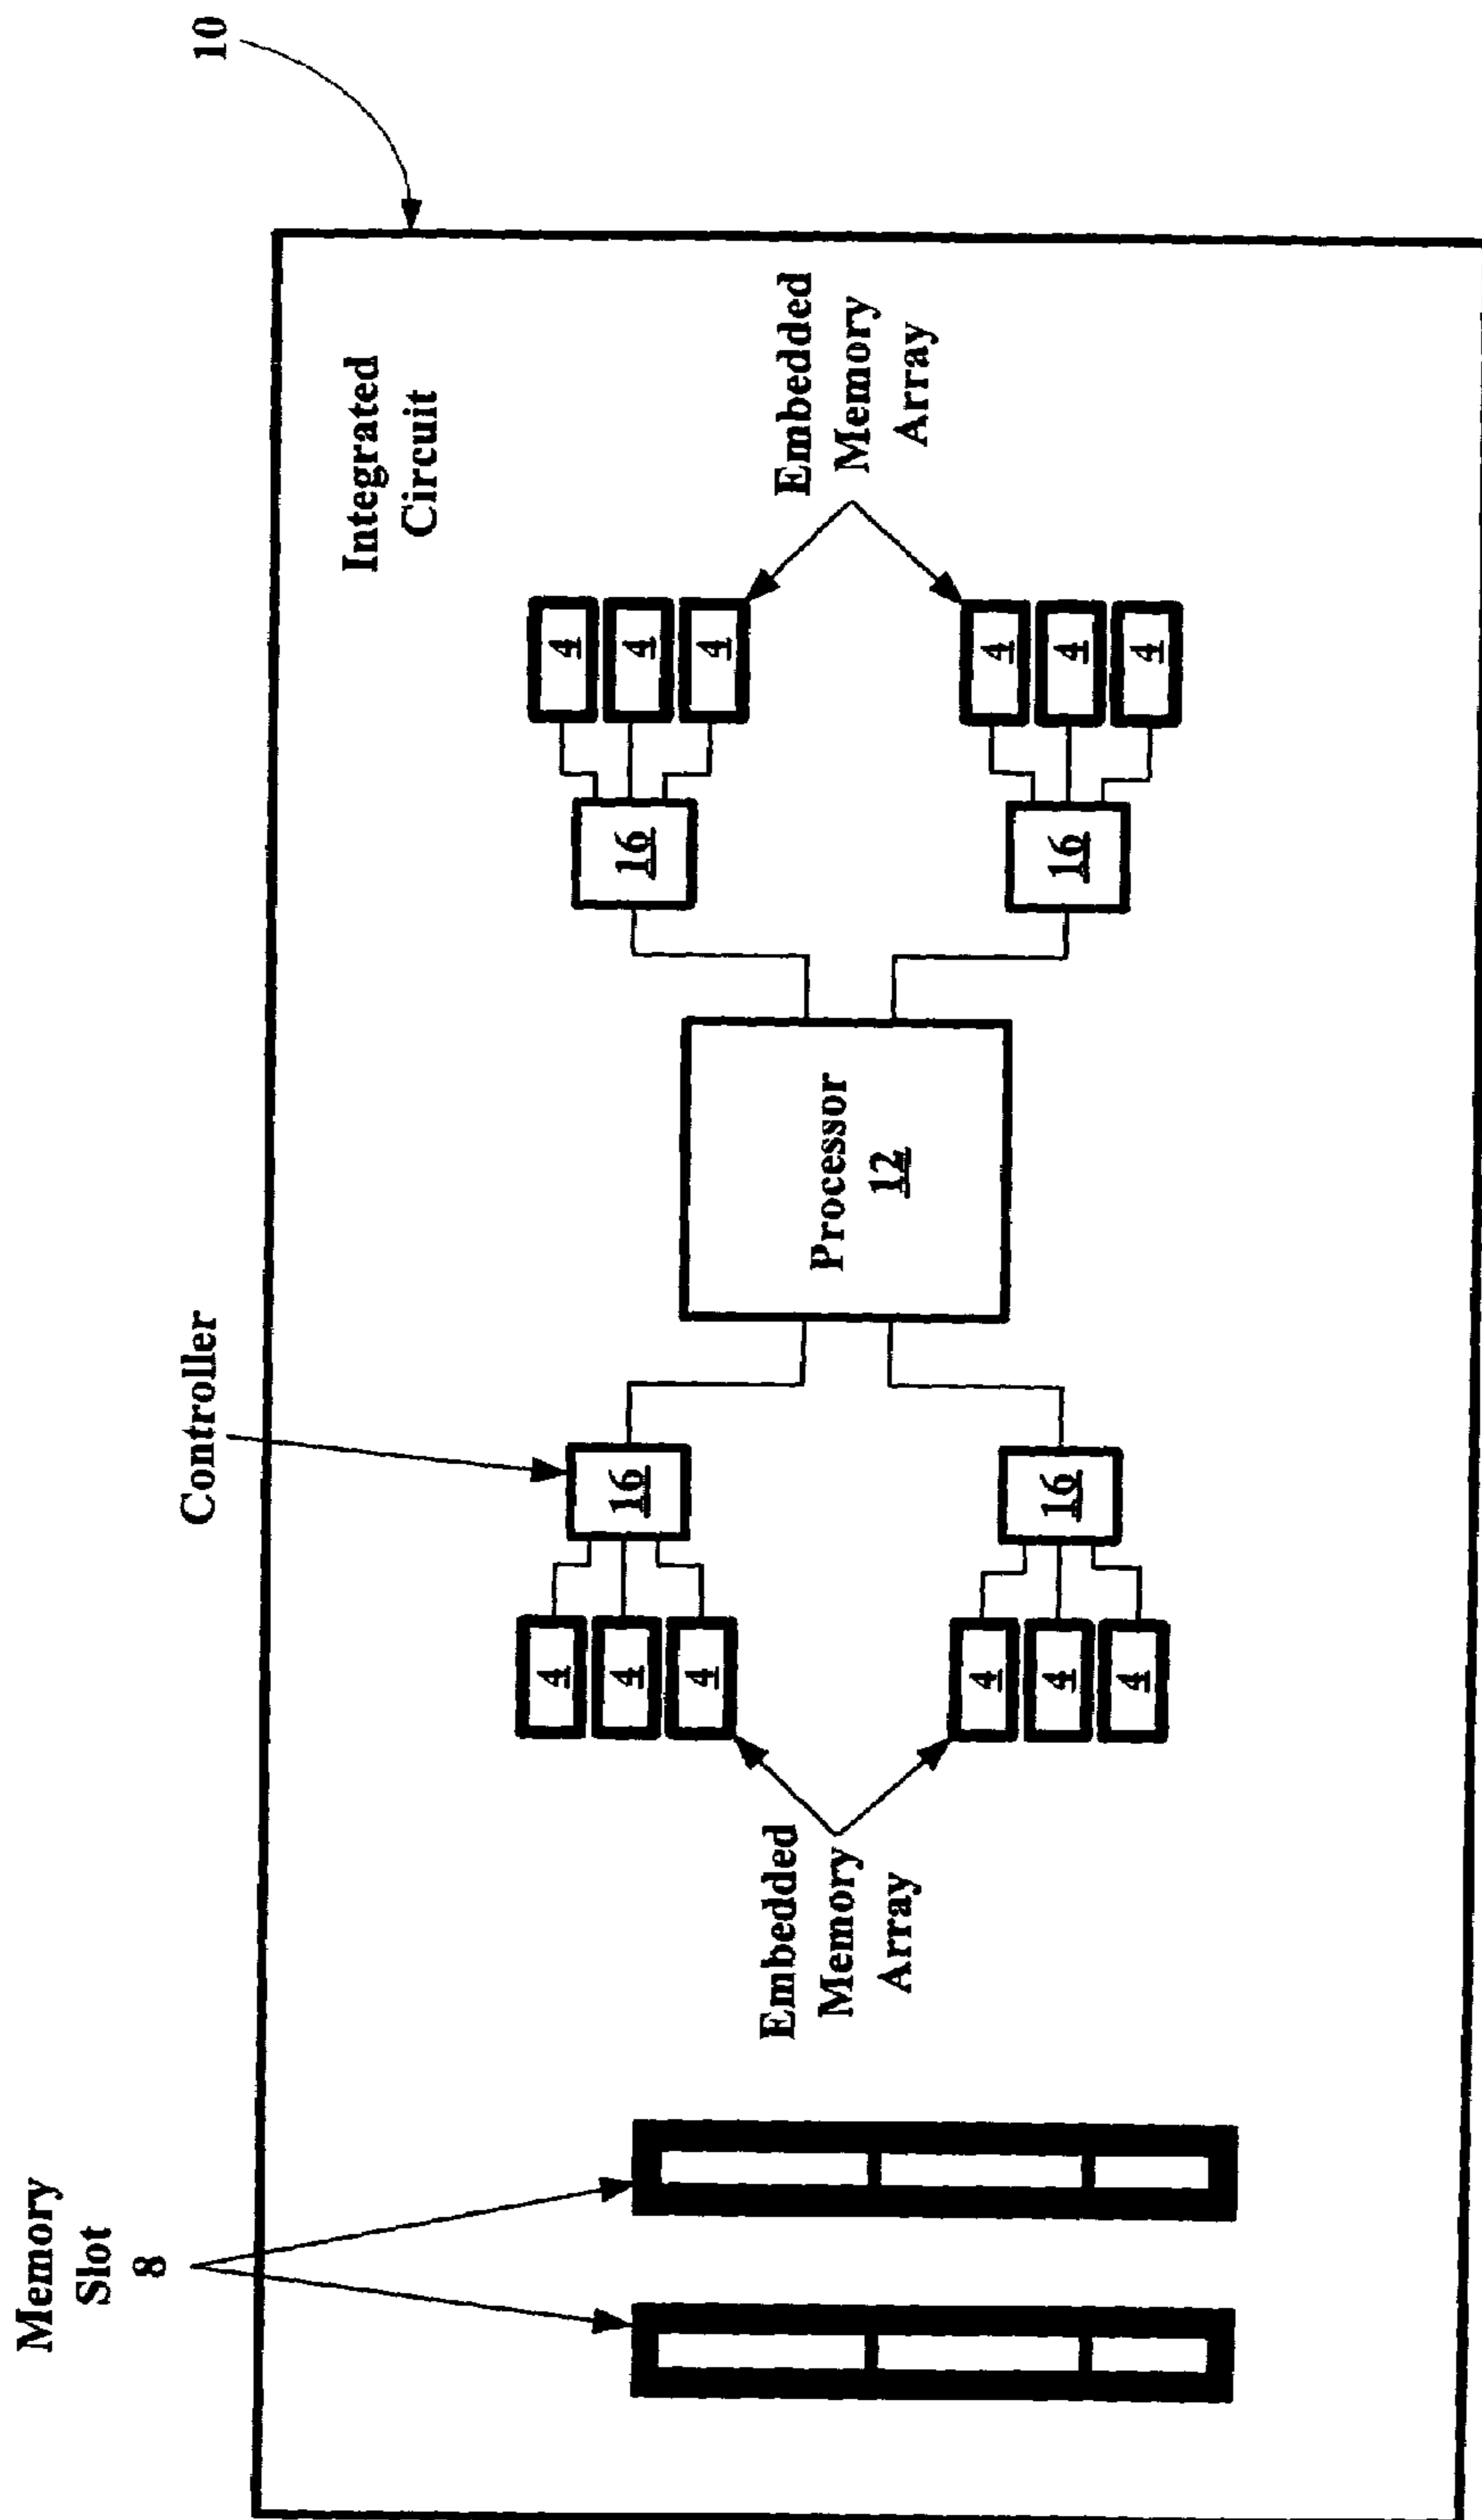 Memory
Slot
8
Controller
10
Integrated
Circuit
4
4
4
16
16
4
4
4
Embedded
Memory
Array
Processor
12
Embedded
Memory
Array
4
4
4
16
16
4
4
4